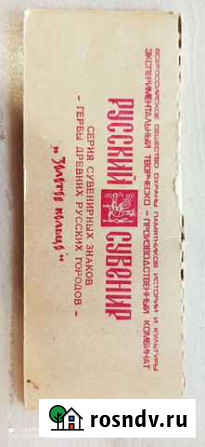 ВСЕРОССИЙСКОЕ ОБЩЕСТВО ОХРАНЫ ПАМЯТНИКОВ ИСТОРИИ И КУЛЬТУРЫ
ЭКСПЕРИМЕНТАЛЬНЫЙ ТВОРЧЕСКО-ПРОИЗВОДСТВЕННЫЙ КОМБИНАТ
РУССКИЙ СУВЕНИР
СЕРИЯ СУВЕНИРНЫХ ЗНАКОВ
- ГЕРБЫ ДРЕВНИХ РУССКИХ ГОРОДОВ -
„Золотое кольцо"
rosndv.ru